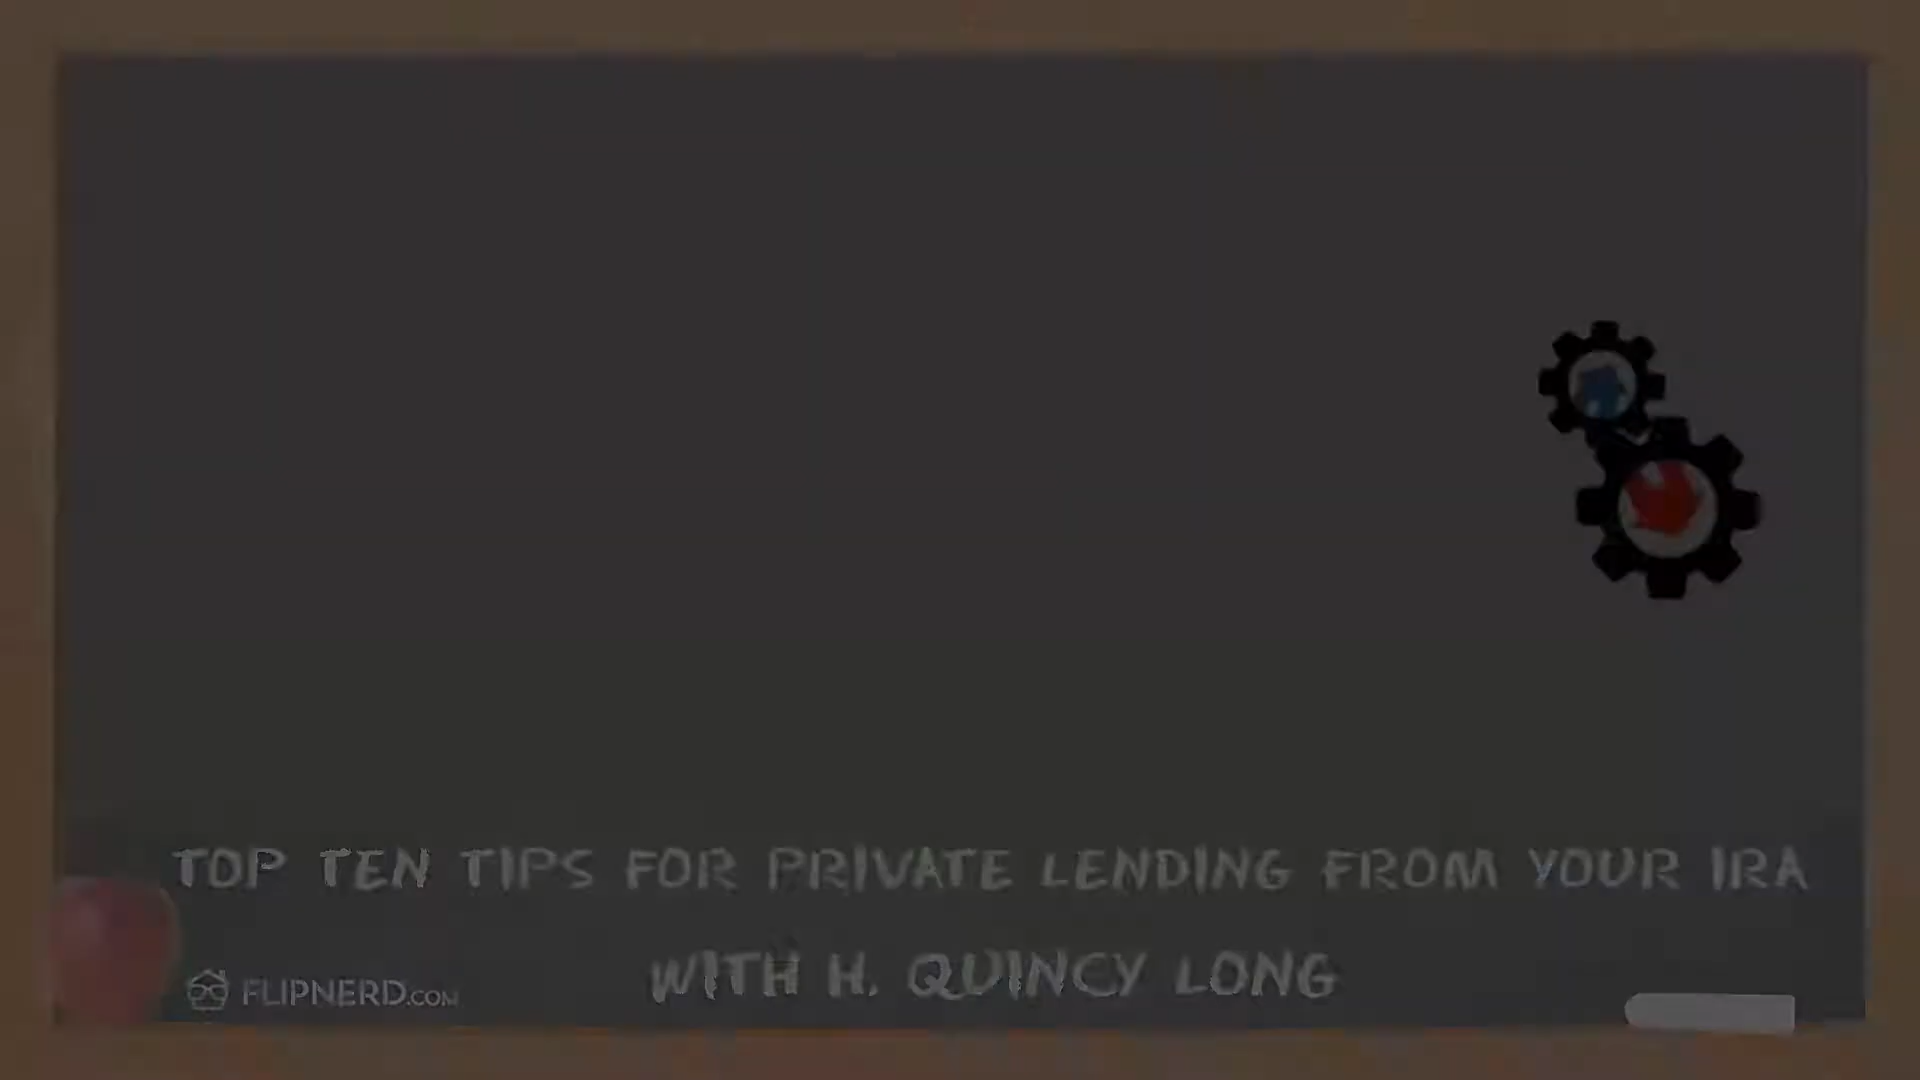 TOP TEN TIPS FOR PRIVATE LENDING FROM YOUR IRA
WITH H. QUINCY LONG
FLIPNERD.COM